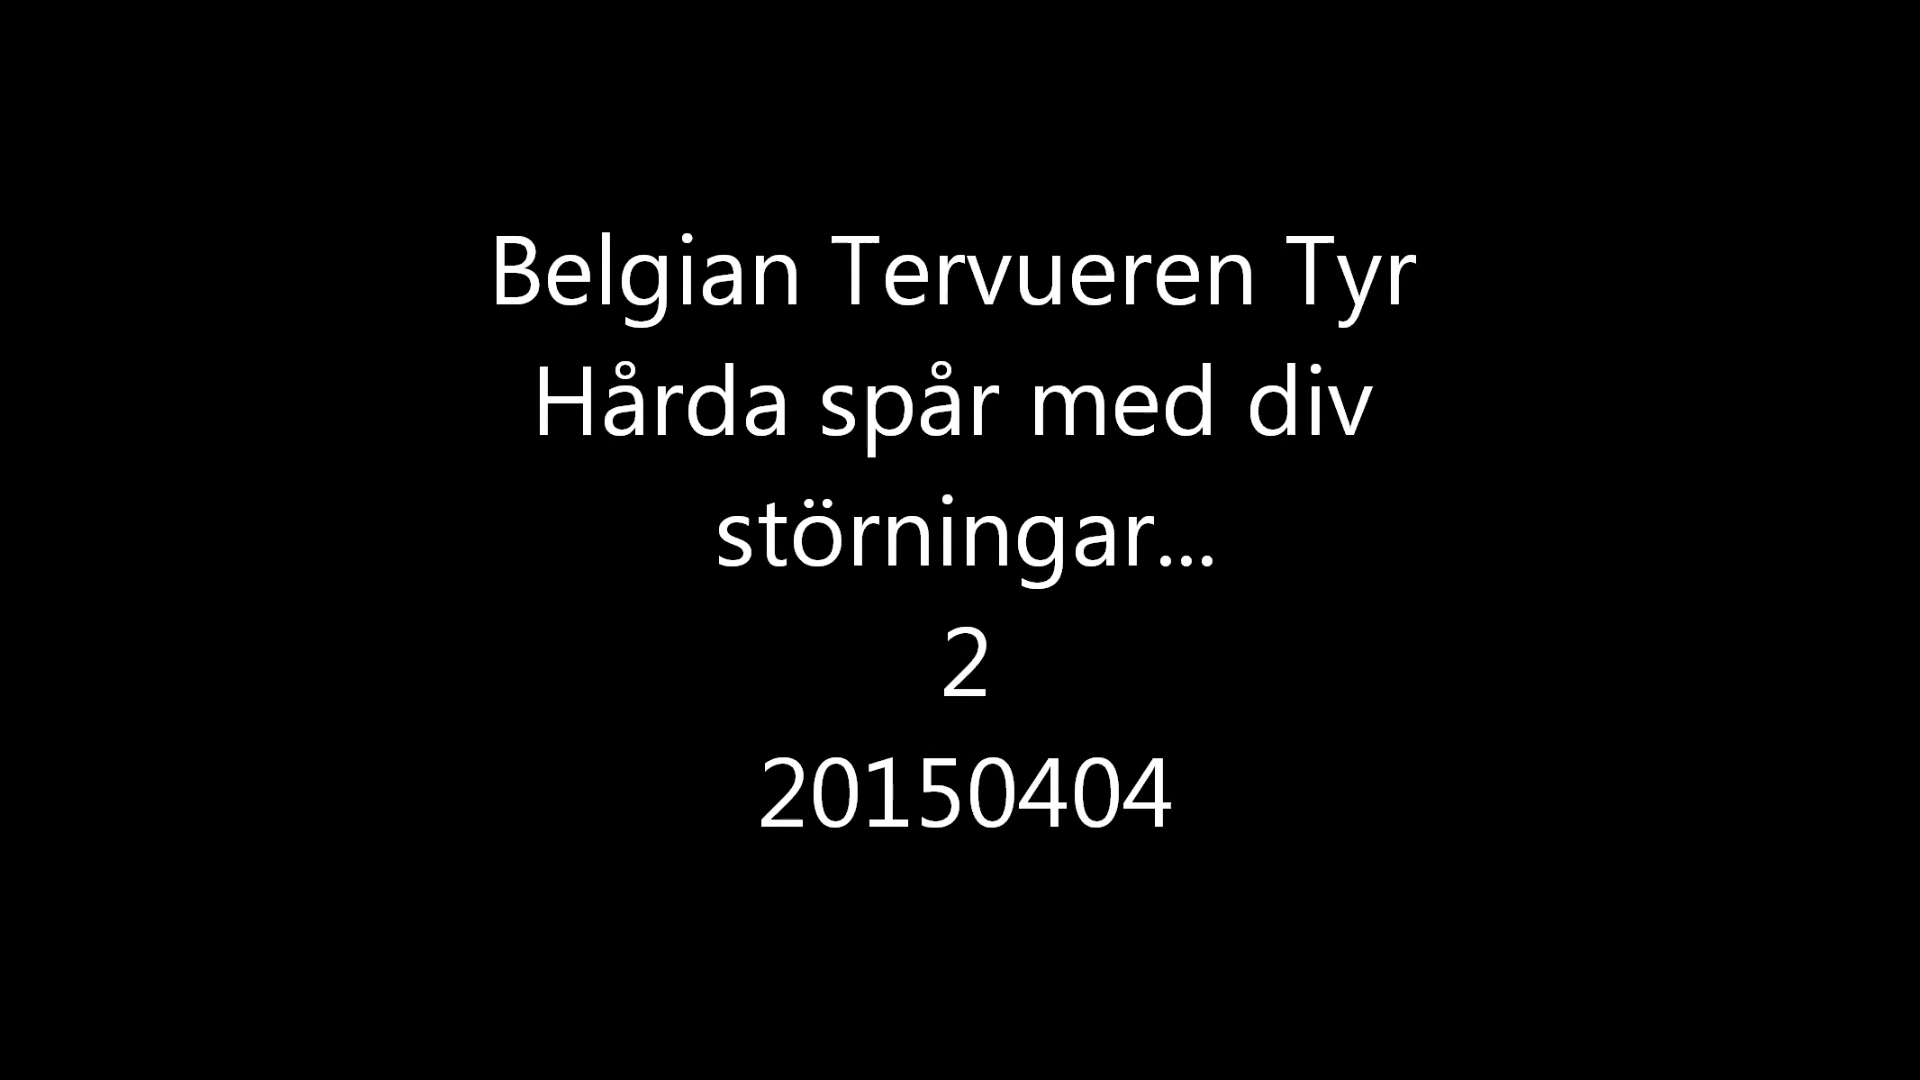 Belgian Tervueren Tyr
Hårda spår med div
störningar...
2
20150404